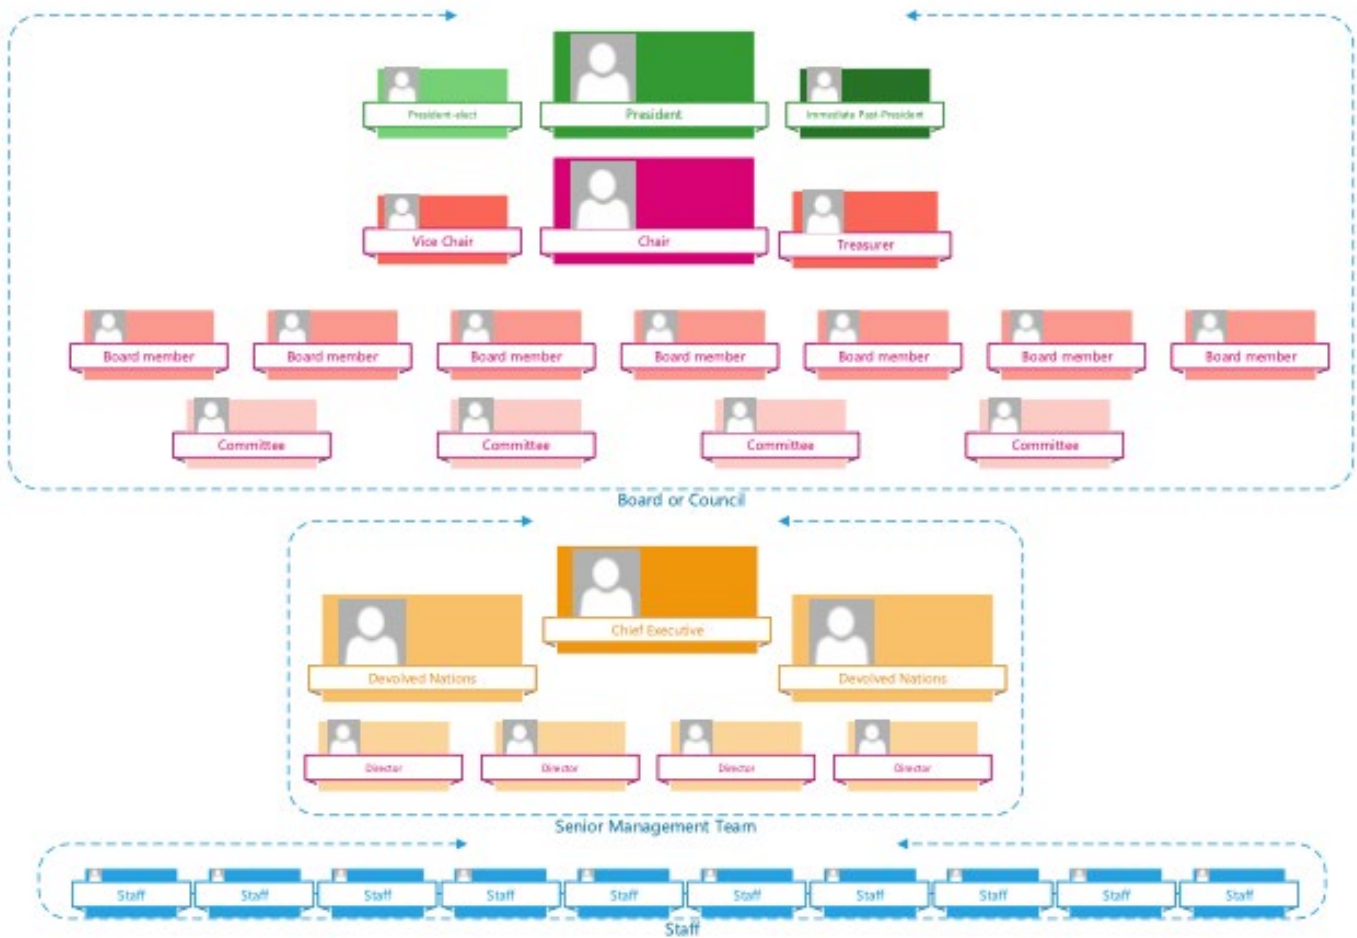 President-elect
President
Immediate Past-President
Vice Chair
Chair
Treasurer
Board member
Board member
Board member
Board member
Board member
Board member
Board member
Committee
Committee
Committee
Committee
Board or Council
Chief Executive
Devolved Nations
Devolved Nations
Director
Director
Director
Director
Senior Management Team
Staff
Staff
Staff
Staff
Staff
Staff
Staff
Staff
Staff
Staff
Staff